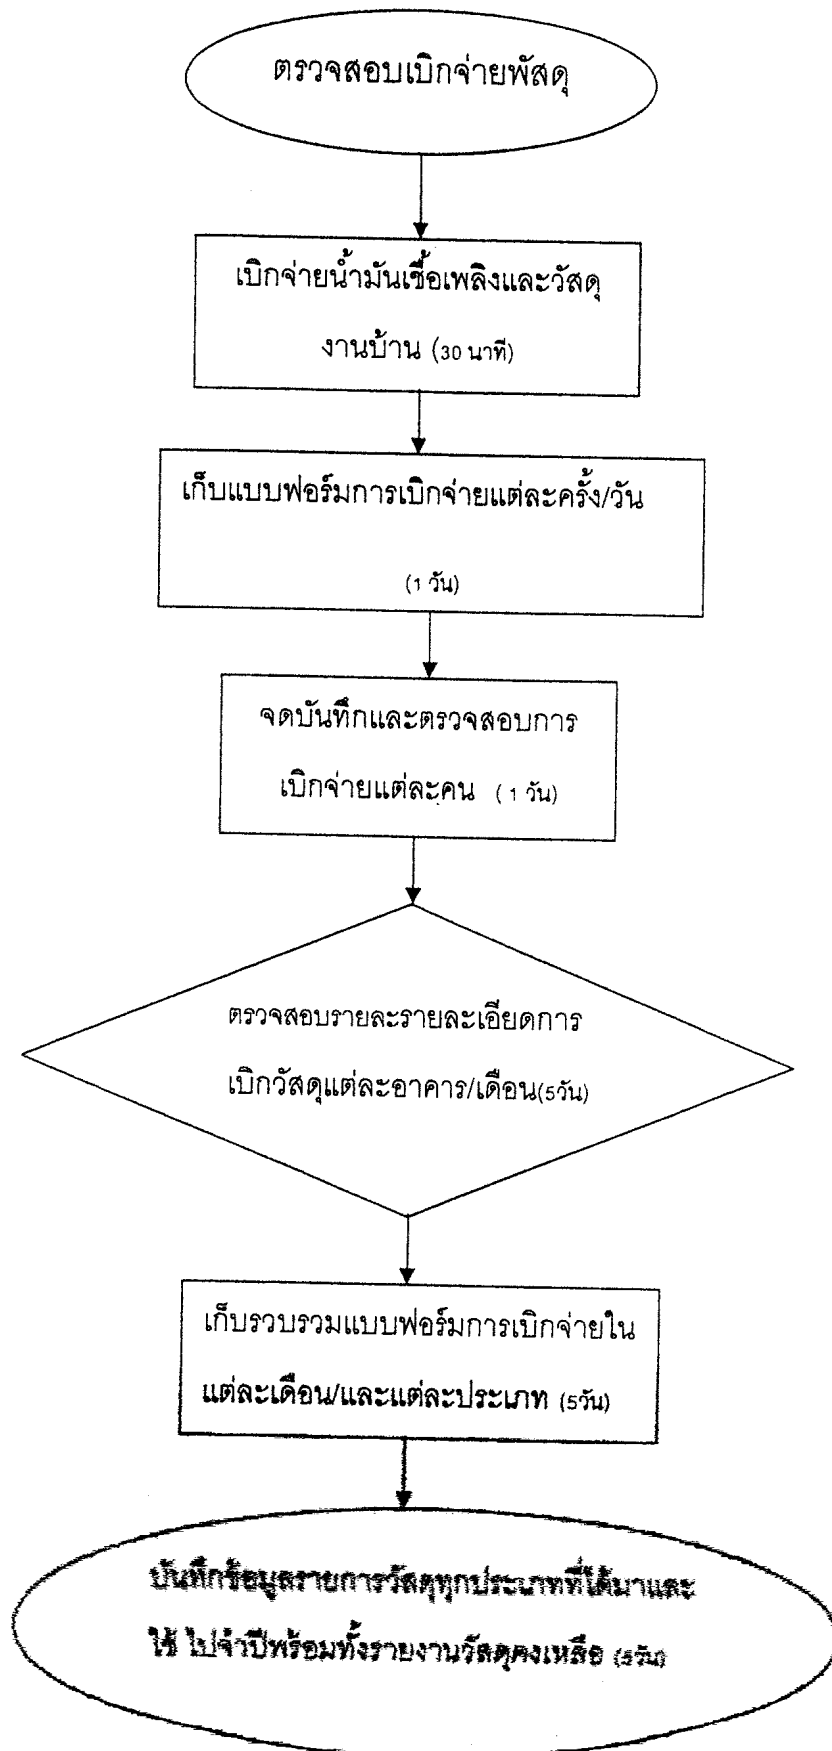 ตรวจสอบเบิกจ่ายพัสดุ
เบิกจ่ายน้ำมันเชื้อเพลิงและวัสดุ
งานบ้าน (30 นาที)
เก็บแบบฟอร์มการเบิกจ่ายแต่ละครั้ง/วัน
(1 วัน)
จดบันทึกและตรวจสอบการ
เบิกจ่ายแต่ละคน (1 วัน)
ตรวจสอบรายละรายละเอียดการ
เบิกวัสดุแต่ละอาคาร/เดือน(5วัน)
เก็บรวบรวมแบบฟอร์มการเบิกจ่ายใน
แต่ละเดือน/และแต่ละประเภท (5วัน)
บันทึกข้อมูลรายการวัสดุทุกประเภทที่ได้มาและ
ใช้ ไปจำปีพร้อมทั้งรายงานวัสดุคงเหลือ (5วัน)